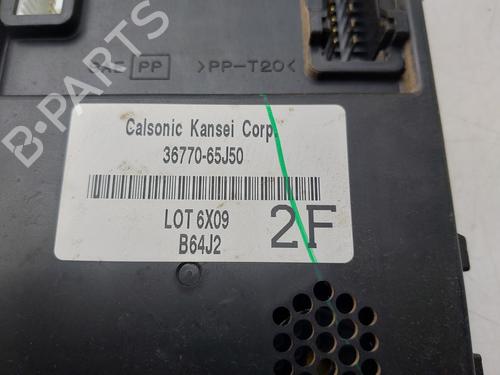 B-PARTS
PP >PP-T20<
Calsonic Kansei Corp.
36770-65J50
LOT 6X09
2F
B64J2